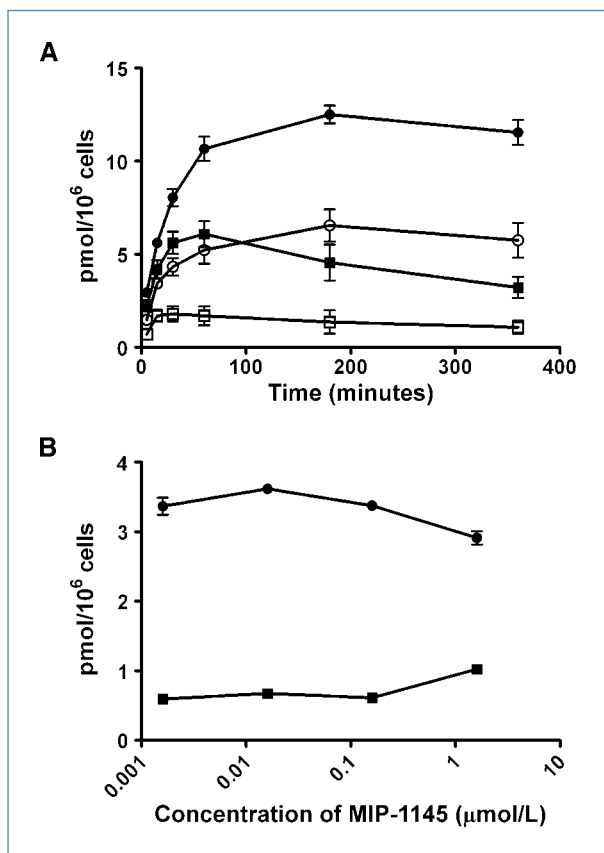 A
15
10
5
0
pmol/10⁶ cells
0 100 200 300 400
Time (minutes)
B
4
3
2
1
0
pmol/10⁶ cells
0.001 0.01 0.1 1 10
Concentration of MIP-1145 (μmol/L)